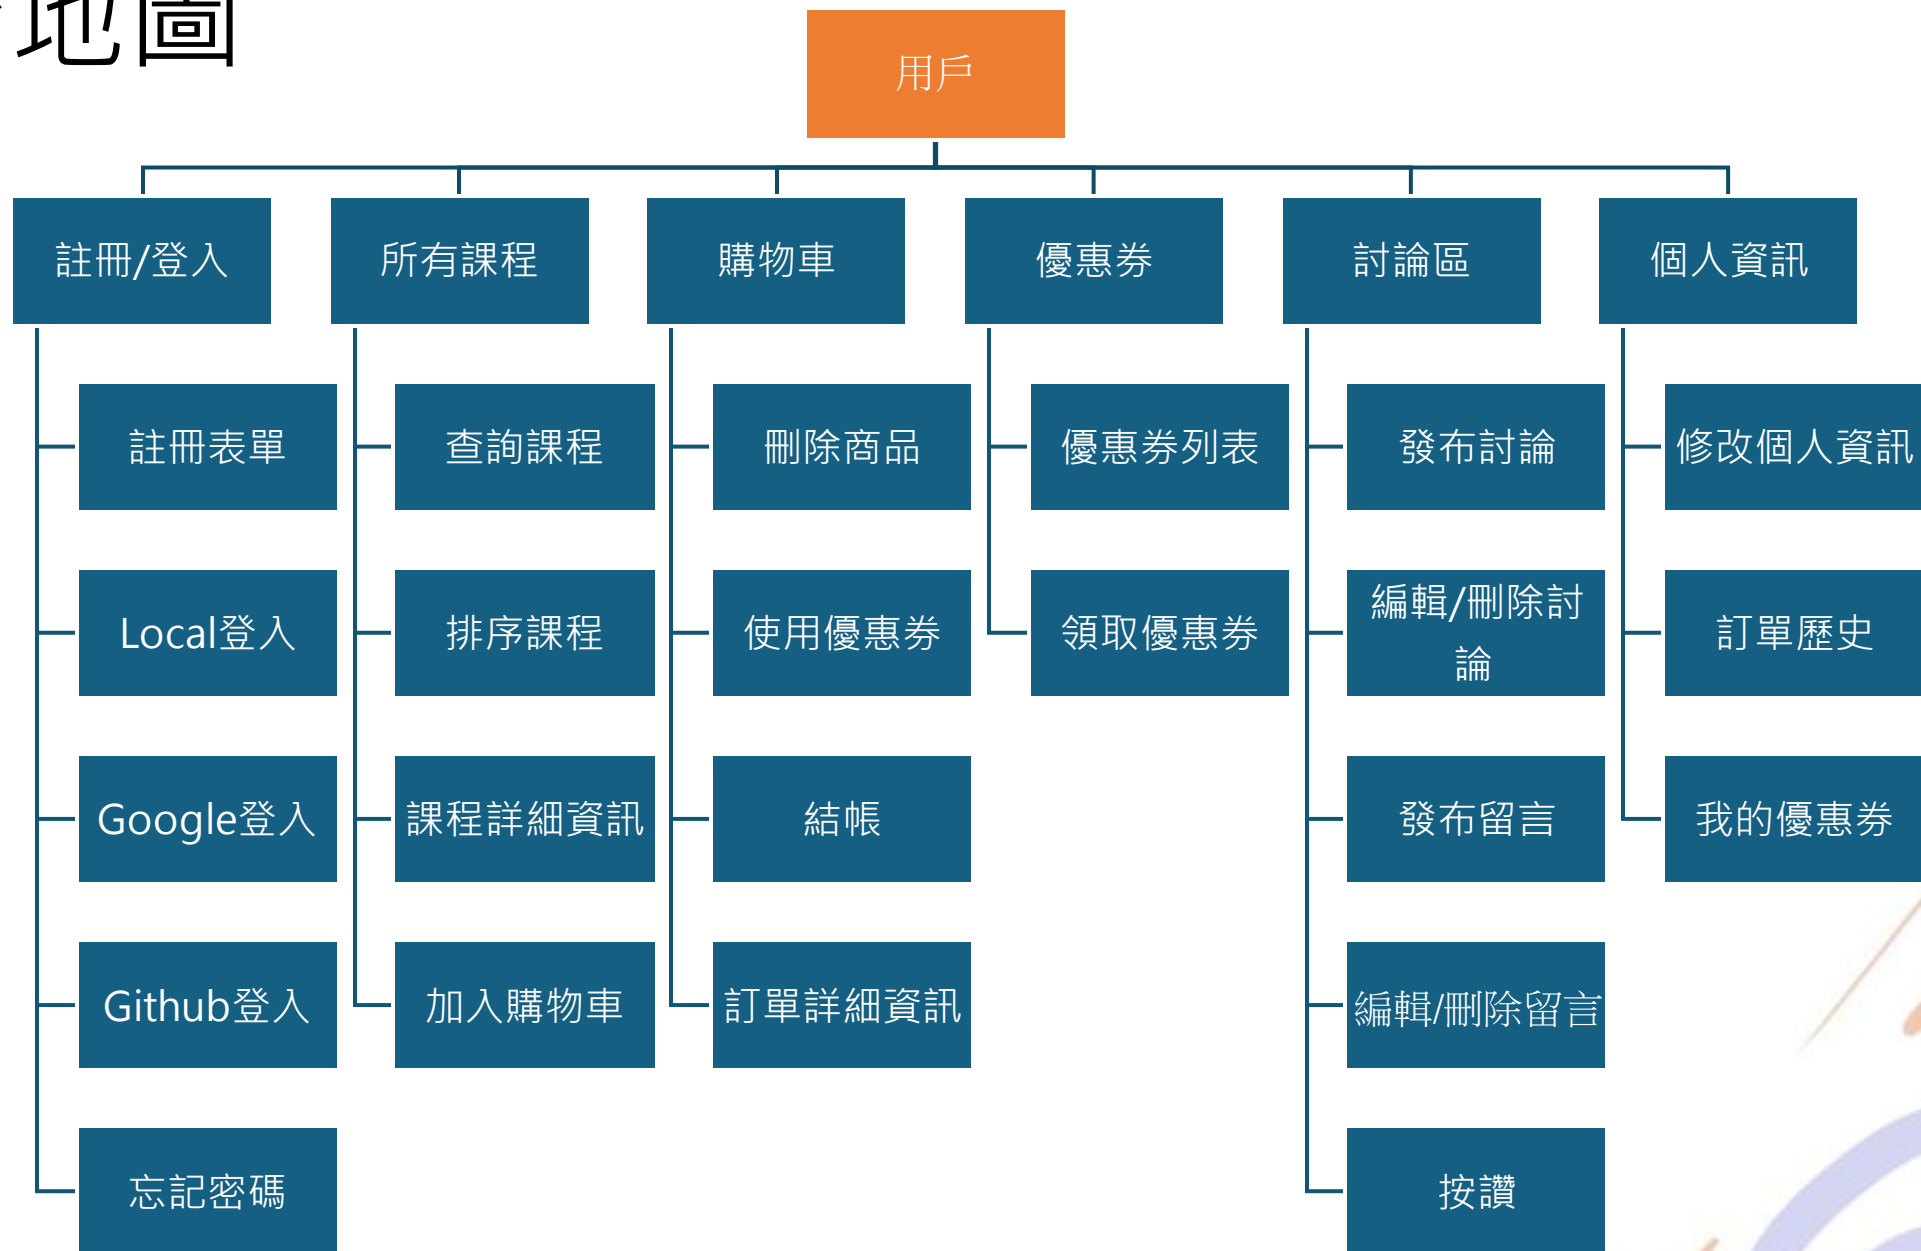 地圖
用戶
註冊/登入
所有課程
購物車
優惠券
討論區
個人資訊
註冊表單
查詢課程
刪除商品
優惠券列表
發布討論
修改個人資訊
Local登入
排序課程
使用優惠券
領取優惠券
編輯/刪除討
論
訂單歷史
Google登入
課程詳細資訊
結帳
發布留言
我的優惠券
Github登入
加入購物車
訂單詳細資訊
編輯/刪除留言
忘記密碼
按讚